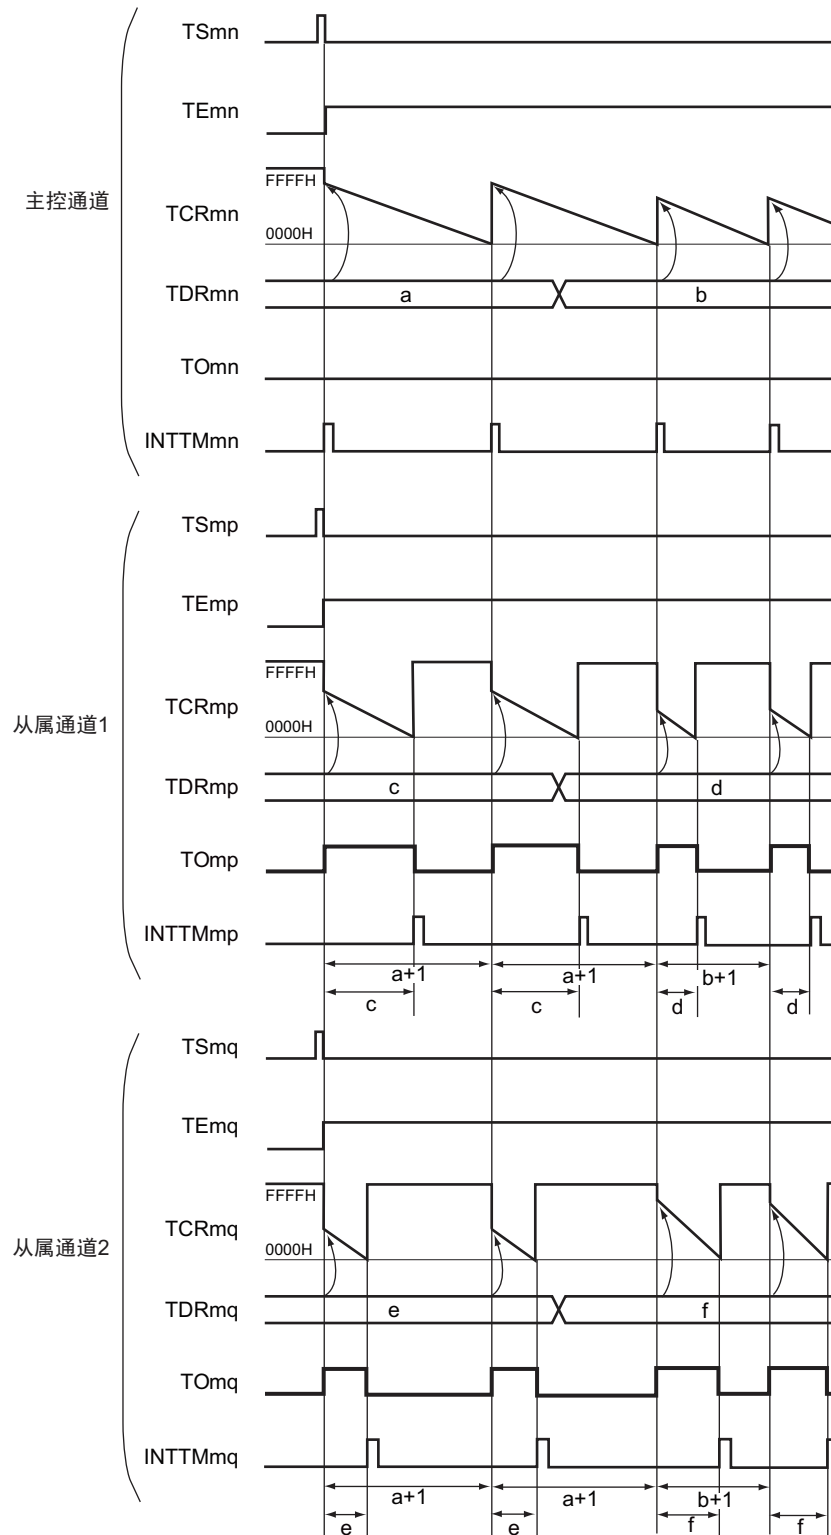 TSmn
TEmn
主控通道
FFFFH
TCRmn
0000H
TDRmn
a
b
TOmn
INTTMmn
TSmp
TEmp
从属通道1
FFFFH
TCRmp
0000H
TDRmp
c
d
TOmp
INTTMmp
a+1
a+1
b+1
c
c
d
d
TSmq
TEmq
从属通道2
FFFFH
TCRmq
0000H
TDRmq
e
f
TOmq
INTTMmq
a+1
a+1
b+1
e
e
f
f